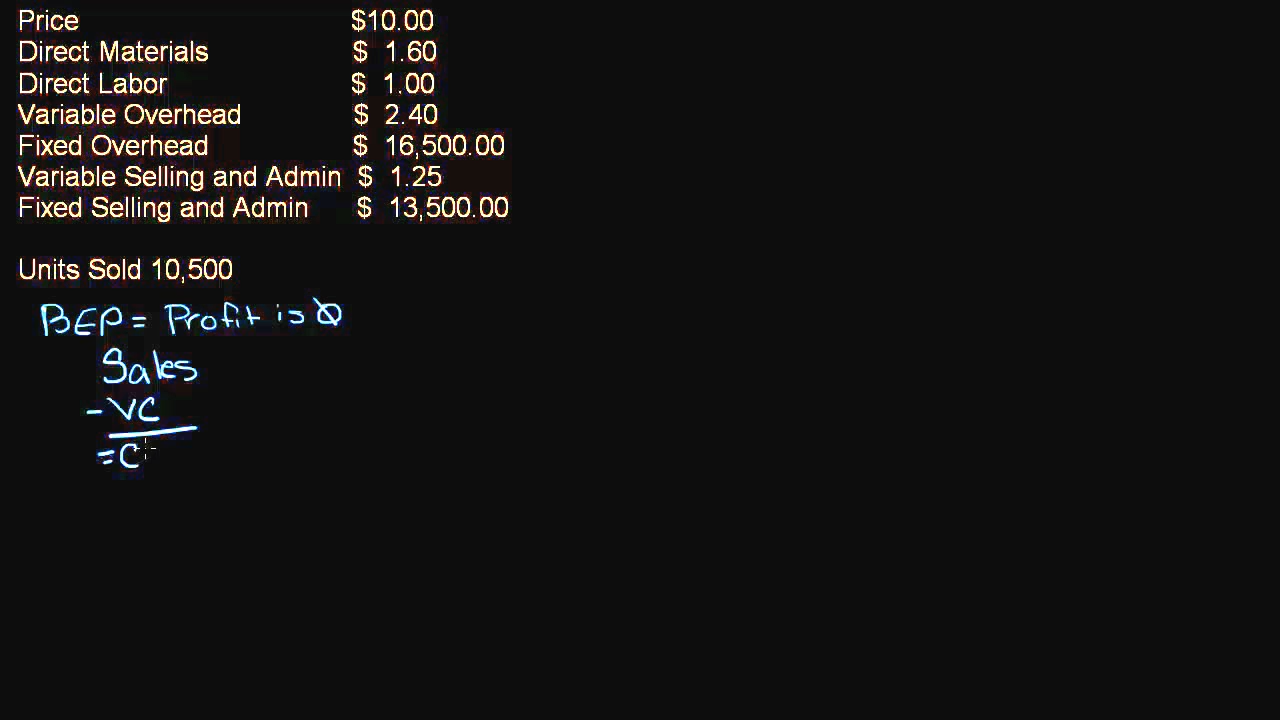 Price $10.00
Direct Materials $ 1.60
Direct Labor $ 1.00
Variable Overhead $ 2.40
Fixed Overhead $ 16,500.00
Variable Selling and Admin $ 1.25
Fixed Selling and Admin $ 13,500.00
Units Sold 10,500
BEP = Profit is 0
Sales
- VC
= C